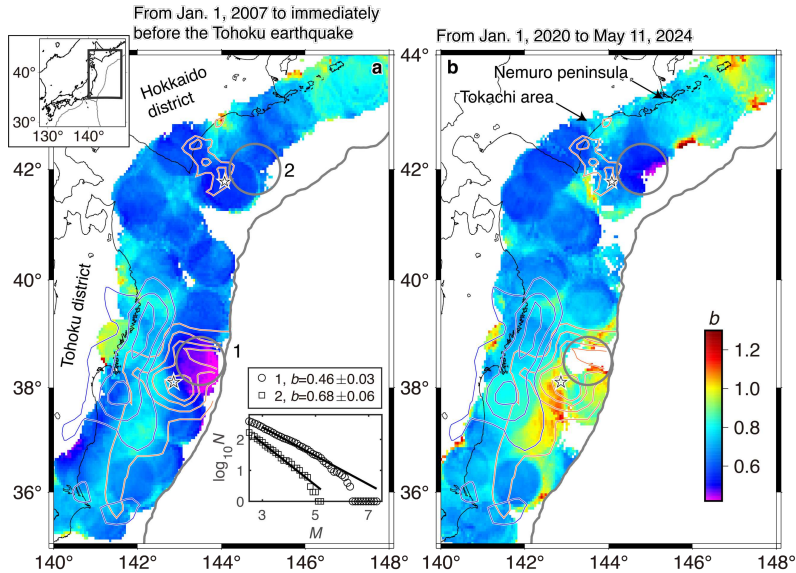 From Jan. 1, 2007 to immediately
before the Tohoku earthquake
From Jan. 1, 2020 to May 11, 2024
40°
30°
130°
140°
a
Hokkaido
district
2
Tohoku district
1
○ 1, b=0.46±0.03
□ 2, b=0.68±0.06
log10N
2
1
0
3
5
7
M
42°
40°
38°
36°
140°
142°
144°
146°
148°
b
Nemuro peninsula
Tokachi area
b
1.2
1.0
0.8
0.6
44°
42°
40°
38°
36°
140°
142°
144°
146°
148°